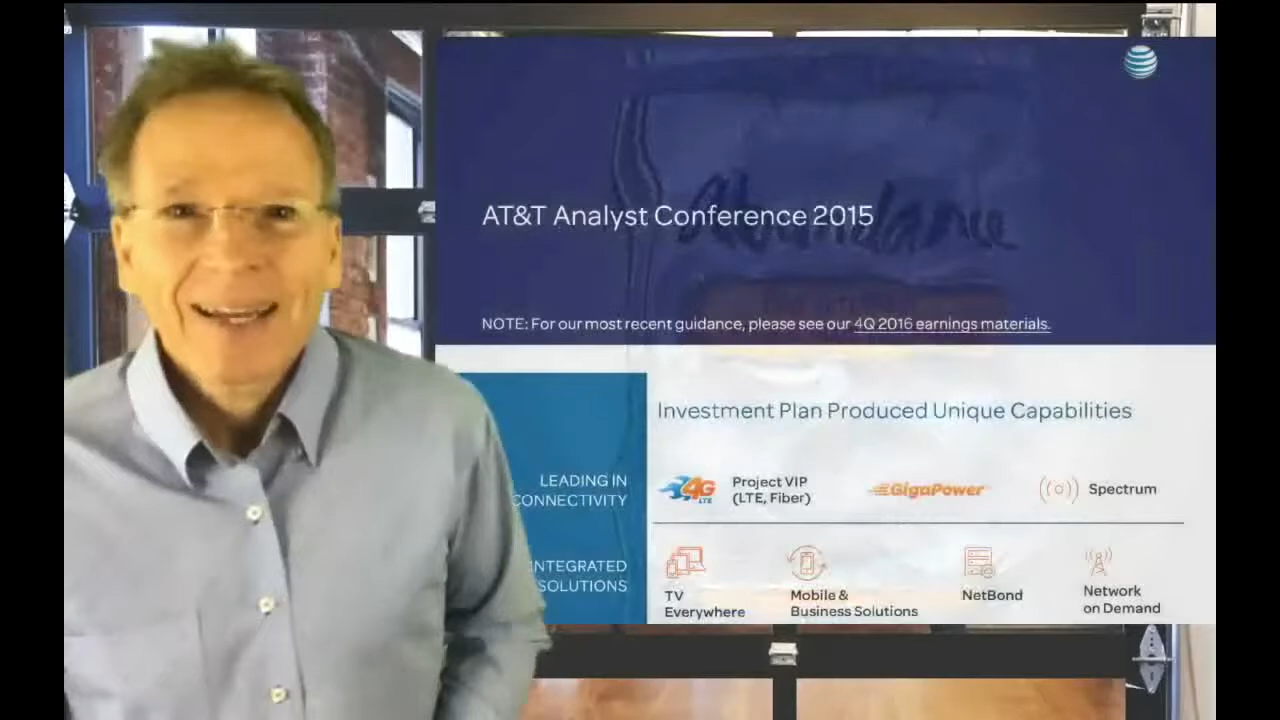 AT&T Analyst Conference 2015
Abundance
NOTE: For our most recent guidance, please see our 4Q 2016 earnings materials.
Investment Plan Produced Unique Capabilities
LEADING IN
CONNECTIVITY
4G
LTE
Project VIP
(LTE, Fiber)
GigaPower
Spectrum
INTEGRATED
SOLUTIONS
TV
Everywhere
Mobile &
Business Solutions
NetBond
Network
on Demand